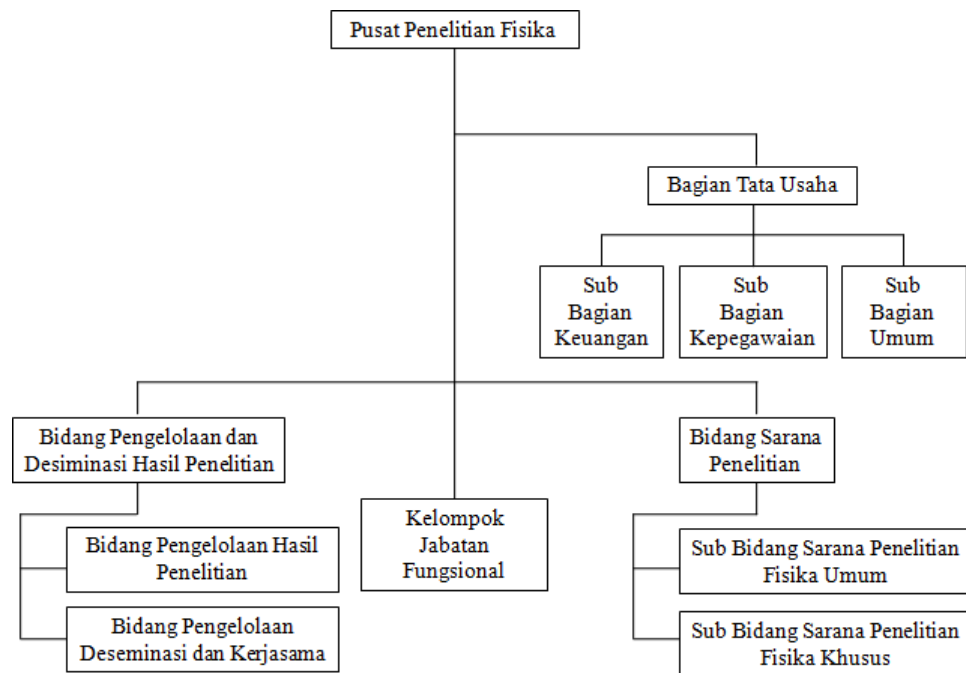 Pusat Penelitian Fisika
Bagian Tata Usaha
Sub
Bagian
Keuangan
Sub
Bagian
Kepegawaian
Sub
Bagian
Umum
Bidang Pengelolaan dan
Desiminasi Hasil Penelitian
Bidang Pengelolaan Hasil
Penelitian
Bidang Pengelolaan
Deseminasi dan Kerjasama
Kelompok
Jabatan
Fungsional
Bidang Sarana
Penelitian
Sub Bidang Sarana Penelitian
Fisika Umum
Sub Bidang Sarana Penelitian
Fisika Khusus